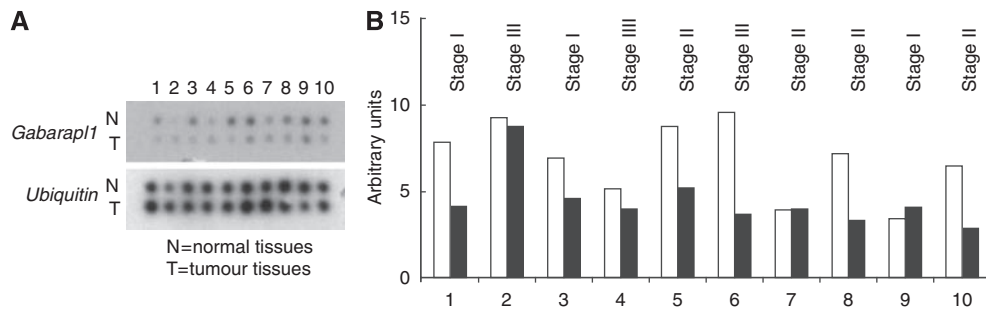 A
1 2 3 4 5 6 7 8 9 10
Gabarapl1
N
T
Ubiquitin
N
T
N=normal tissues
T=tumour tissues
B
Arbitrary units
15
10
5
0
Stage I
Stage III
Stage I
Stage IIII
Stage II
Stage III
Stage II
Stage II
Stage I
Stage II
1 2 3 4 5 6 7 8 9 10